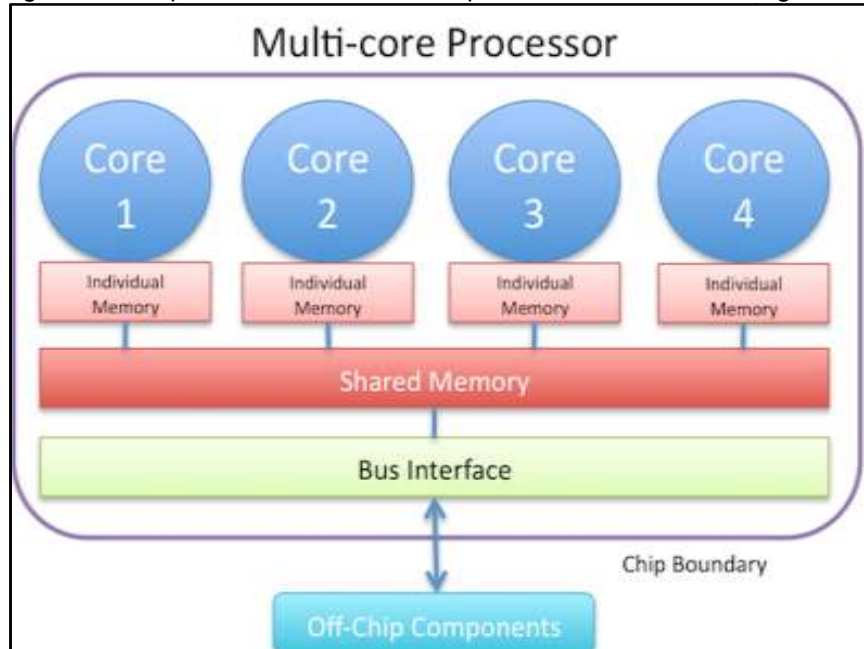 Multi-core Processor
Core
1
Core
2
Core
3
Core
4
Individual
Memory
Individual
Memory
Individual
Memory
Individual
Memory
Shared Memory
Bus Interface
Chip Boundary
Off-Chip Components